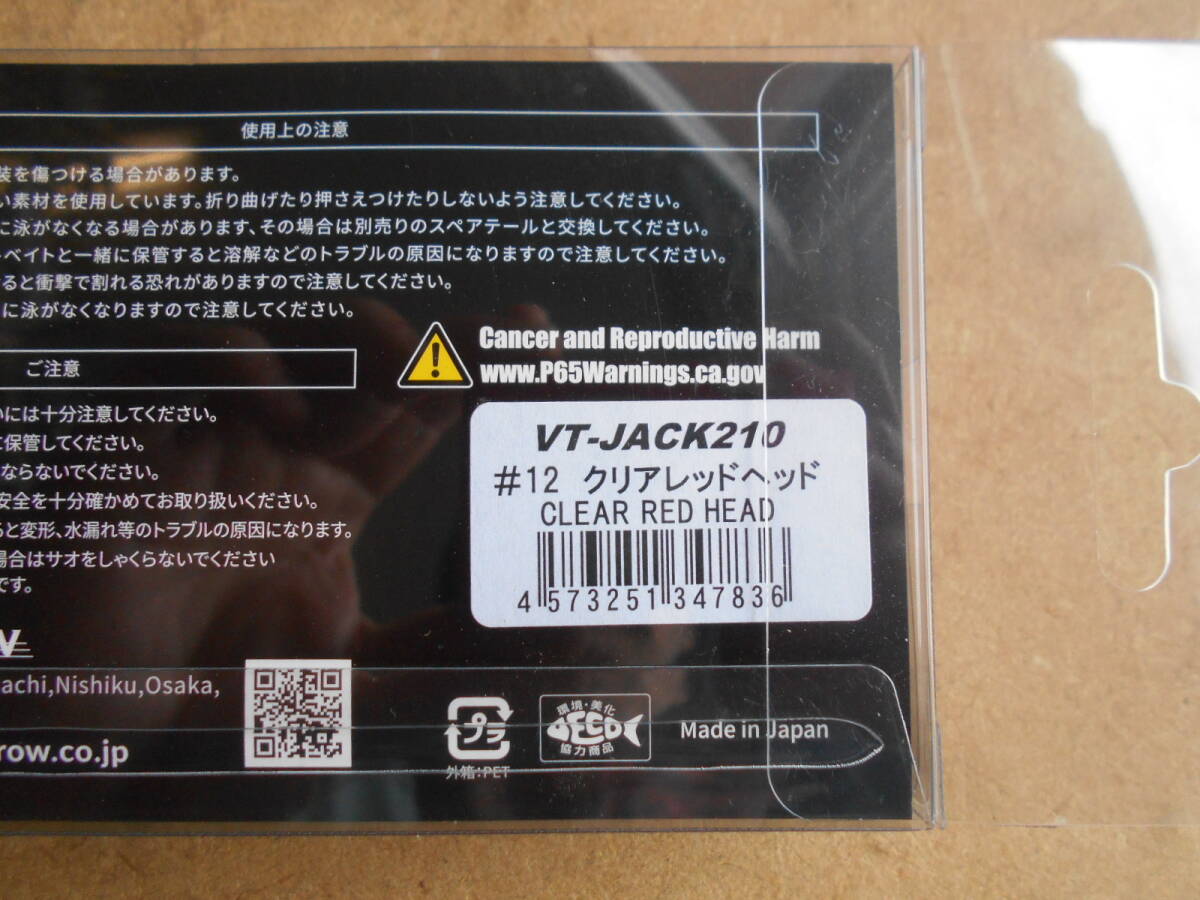 使用上の注意
装を傷つける場合があります。
い素材を使用しています。折り曲げたり押さえつけたりしないよう注意してください。
に泳がなくなる場合があります、その場合は別売りのスペアテールと交換してください。
ベイトと一緒に保管すると溶解などのトラブルの原因になりますので注意してください。
ると衝撃で割れる恐れがありますので注意してください。
に泳がなくなりますので注意してください。
Cancer and Reproductive Harm
www.P65Warnings.ca.gov
ご注意
いには十分注意してください。
に保管してください。
ならないでください。
安全を十分確かめてお取り扱いください。
ると変形、水漏れ等のトラブルの原因になります。
場合はサオをしゃくらないでください
です。
VT-JACK210
#12 クリアレッドヘッド
CLEAR RED HEAD
4 573251 347836
achi,Nishiku,Osaka,
row.co.jp
プラ
外箱:PET
環境・美化
ECO
協力商品
Made in Japan